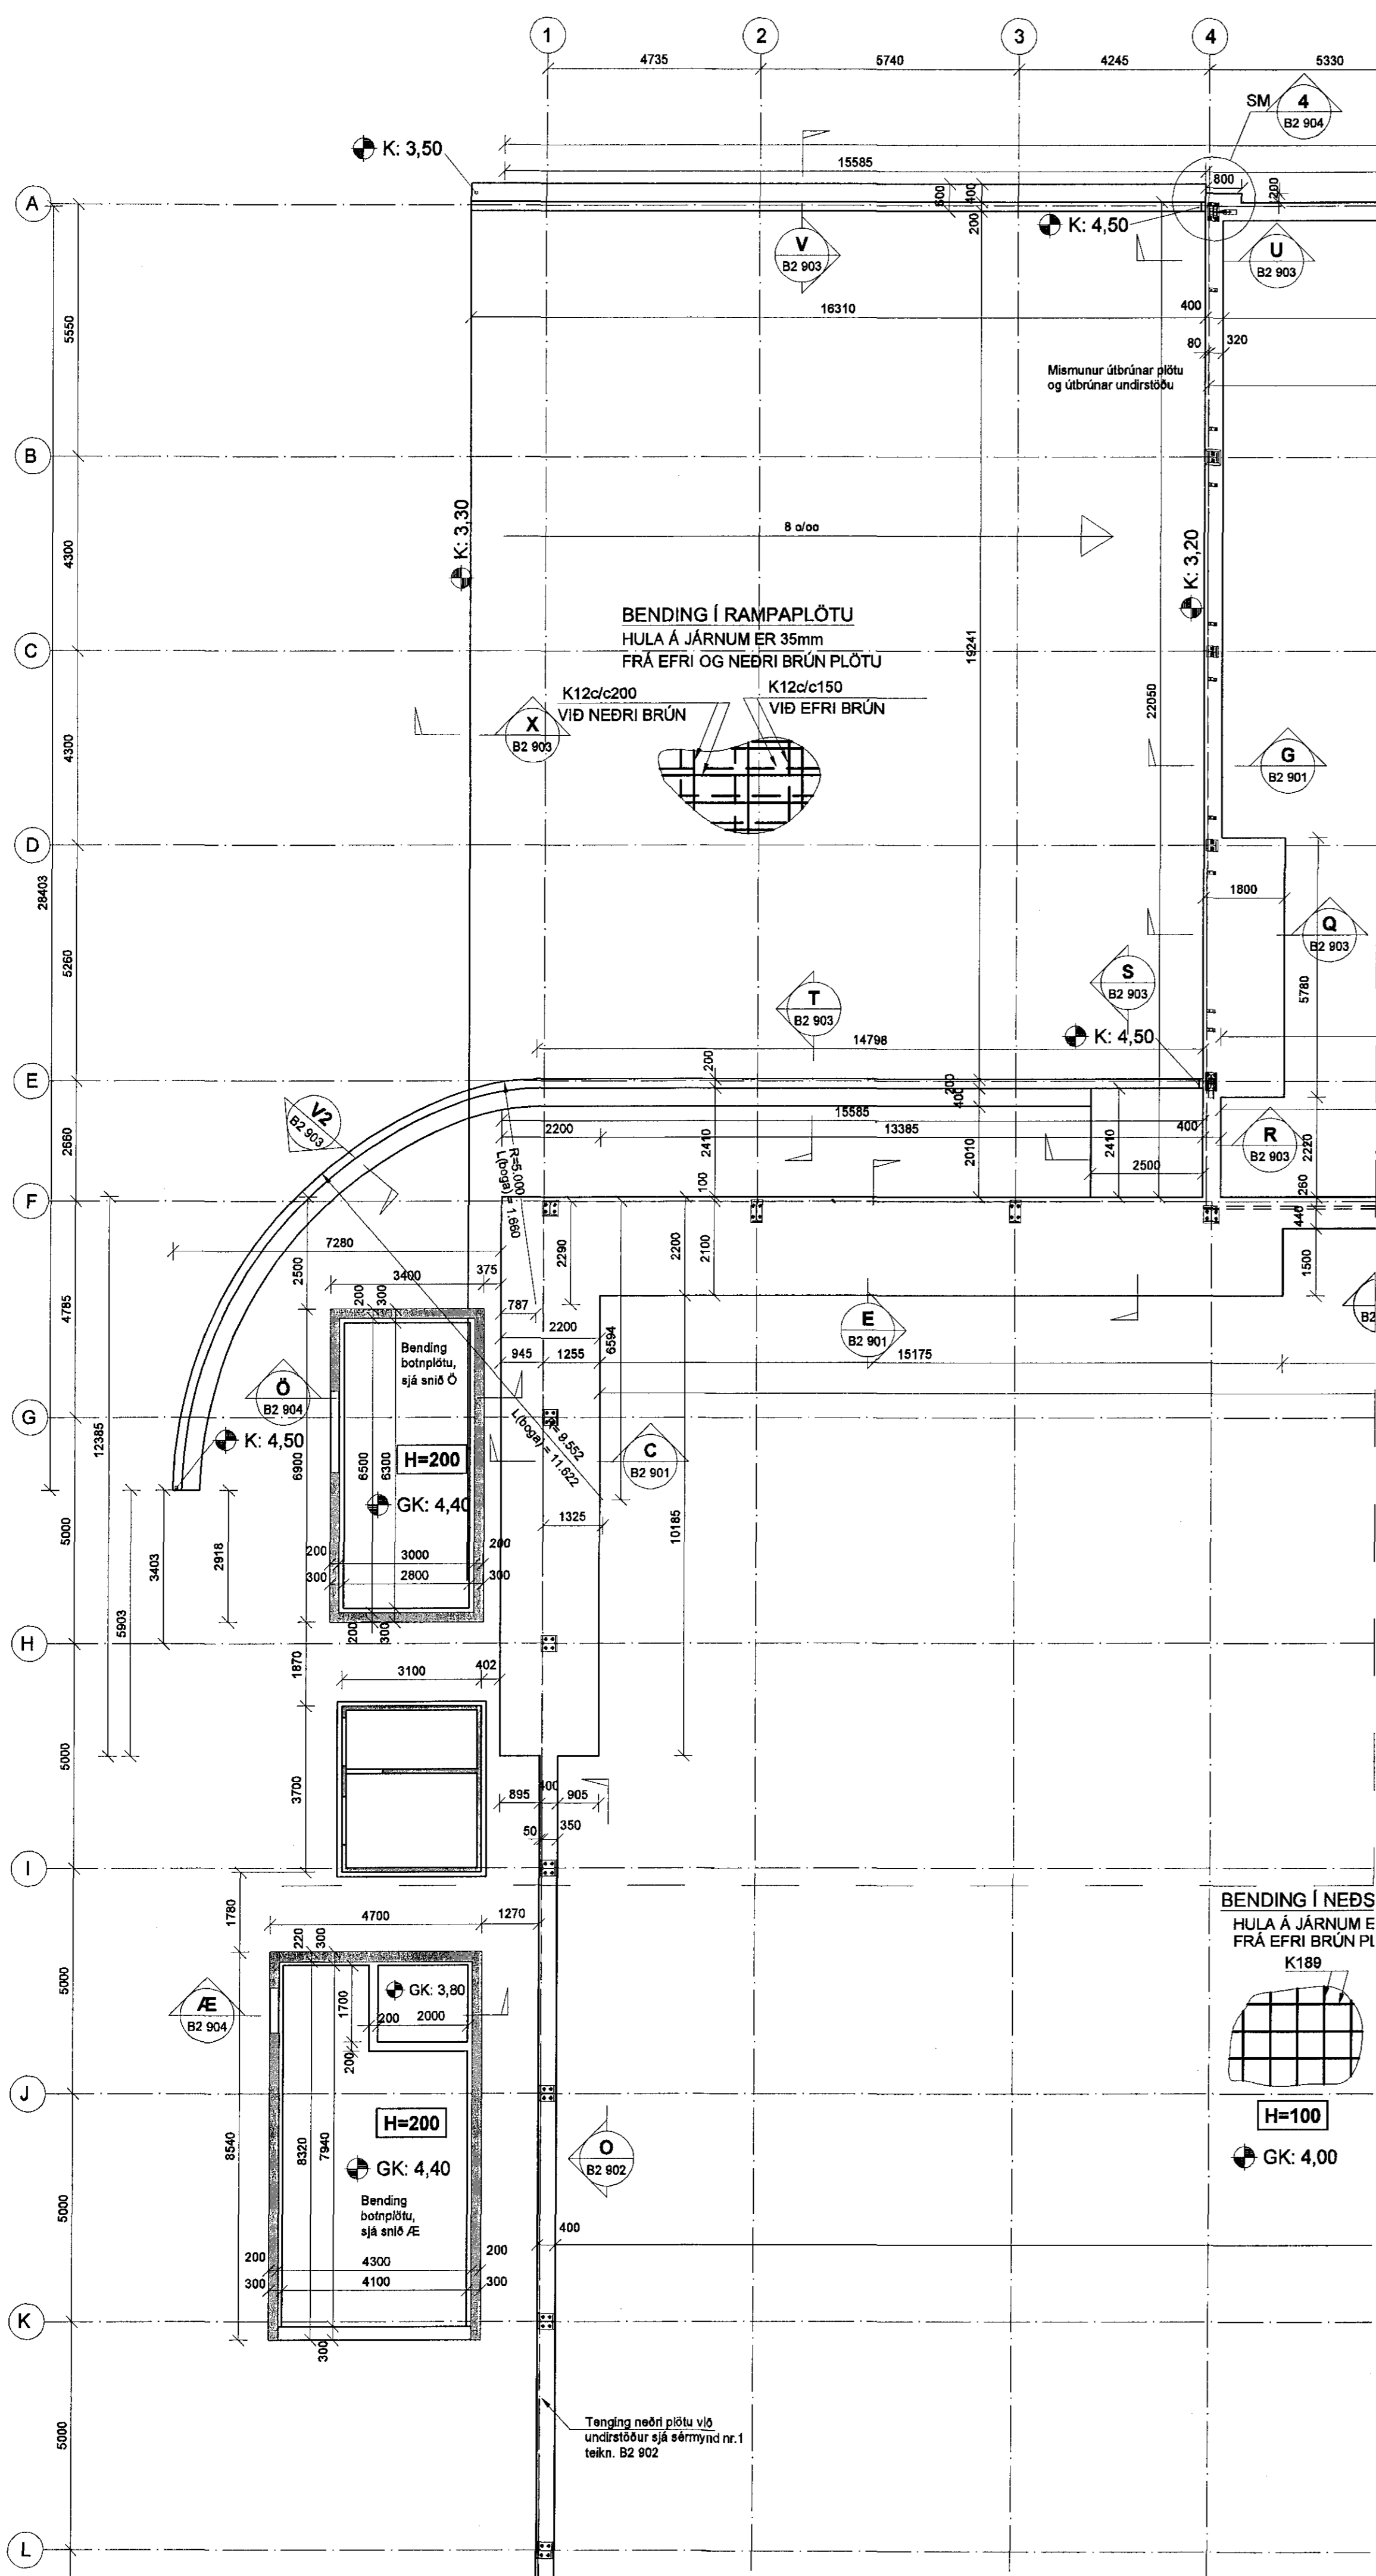 1
2
3
4
4735
5740
4245
5330
SM
4
B2 904
K: 3,50
15585
800
200
A
600
400
200
K: 4,50
V
B2 903
U
B2 903
16310
400
80
320
5550
Mismunur útbrúnar plötu
og útbrúnar undirstöðu
B
K: 3,30
8 o/oo
K: 3,20
4300
BENDING Í RAMPAPLÖTU
HULA Á JÁRNUM ER 35mm
FRÁ EFRI OG NEÐRI BRÚN PLÖTU
19241
C
K12c/c200
VIÐ NEÐRI BRÚN
K12c/c150
VIÐ EFRI BRÚN
22050
X
B2 903
4300
G
B2 901
D
28403
1800
Q
B2 903
5260
S
B2 903
5780
T
B2 903
K: 4,50
14798
200
E
200
400
V2
B2 903
15585
400
2200
13385
2660
2410
2010
2410
R
B2 903
2220
R=5.000
L(boga) = 1.660
2500
100
260
F
440
7280
2290
2200
2100
1500
2500
3400
375
200
300
787
4785
2200
6594
E
B2 901
B2
Bending
botnplötu,
sjá snið Ö
945
1255
15175
Ö
B2 904
G
12385
R= 8.552
L(boga) = 11.622
K: 4,50
6900
6500
6300
H=200
C
B2 901
GK: 4,40
1325
10185
5000
3403
2918
200
3000
200
300
2800
300
5903
200
300
H
1870
3100
402
5000
3700
895
400
905
50
350
I
1780
4700
1270
BENDING Í NEÐS
HULA Á JÁRNUM E
FRÁ EFRI BRÚN PL
K189
220
300
5000
Æ
B2 904
1700
GK: 3,80
200
2000
200
J
H=200
H=100
8540
8320
7940
O
B2 902
GK: 4,40
GK: 4,00
5000
Bending
botnplötu,
sjá snið Æ
400
200
4300
200
300
4100
300
K
300
Tenging neðri plötu við
undirstöður sjá sérmynd nr.1
teikn. B2 902
5000
L